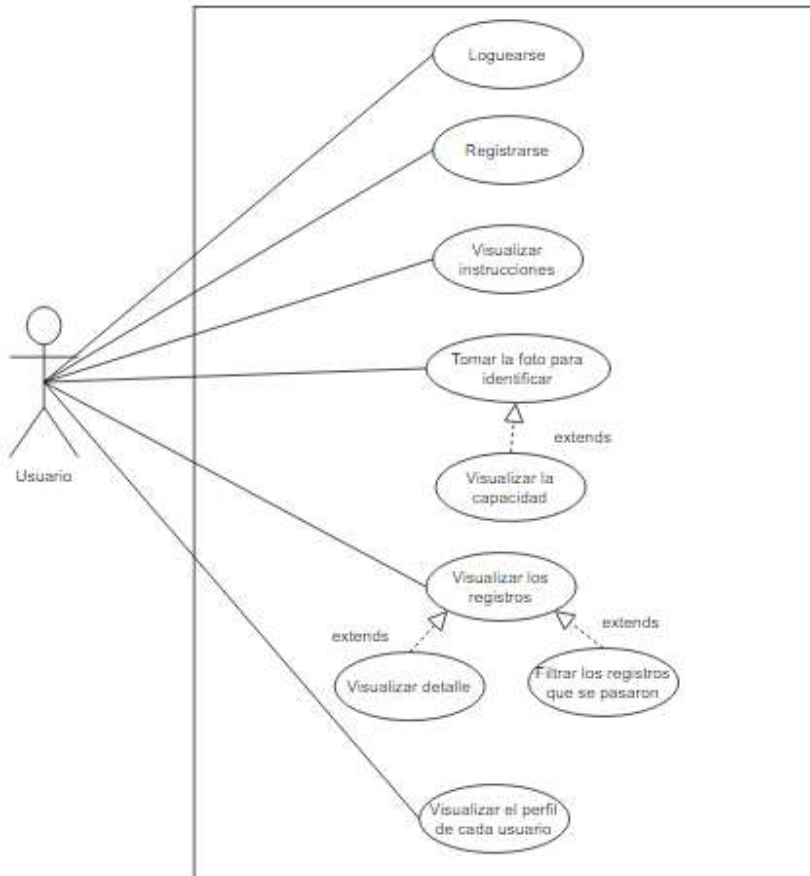 Loguearse
Registrarse
Visualizar
instrucciones
Tomar la foto para
identificar
extends
Usuario
Visualizar la
capacidad
Visualizar los
registros
extends
extends
Visualizar detalle
Filtrar los registros
que se pasaron
Visualizar el perfil
de cada usuario